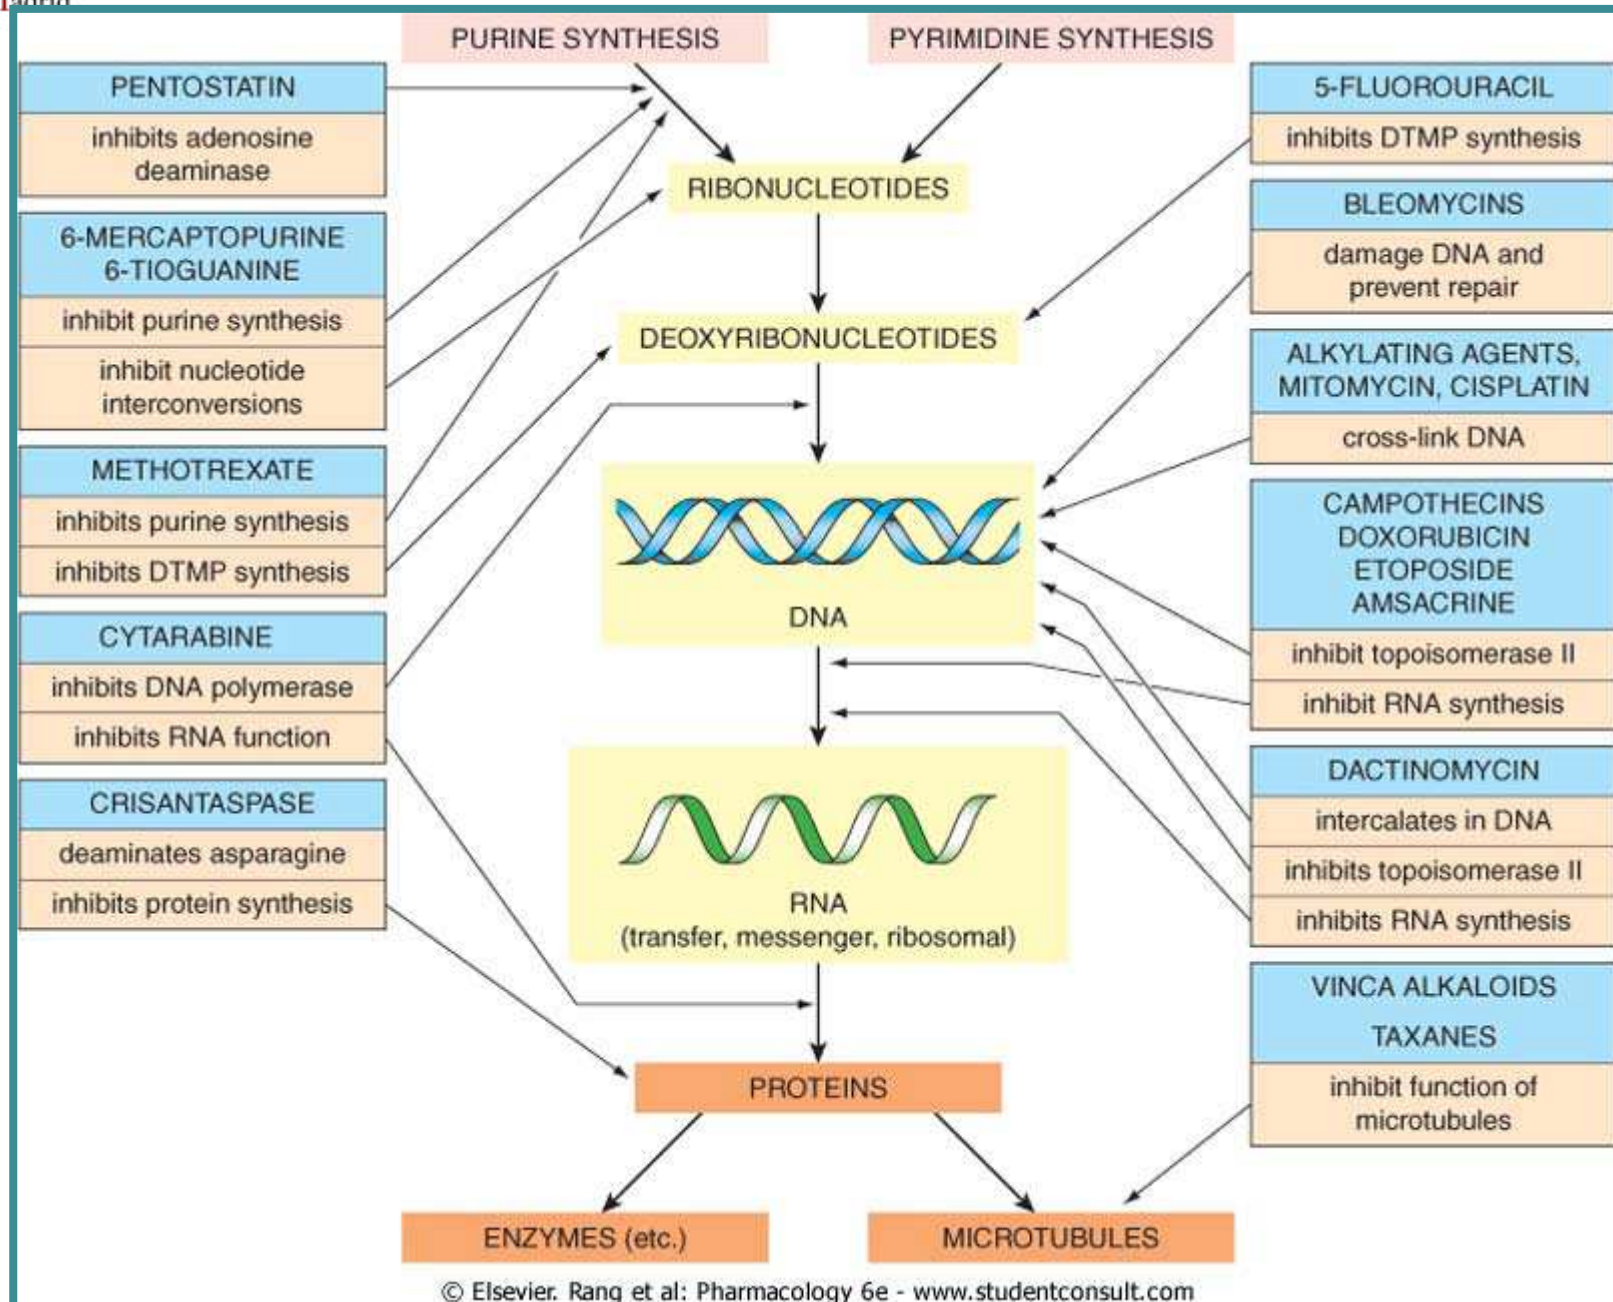 PURINE SYNTHESIS
PYRIMIDINE SYNTHESIS
PENTOSTATIN
inhibits adenosine
deaminase
6-MERCAPTOPURINE
6-TIOGUANINE
inhibit purine synthesis
inhibit nucleotide
interconversions
METHOTREXATE
inhibits purine synthesis
inhibits DTMP synthesis
CYTARABINE
inhibits DNA polymerase
inhibits RNA function
CRISANTASPASE
deaminates asparagine
inhibits protein synthesis
RIBONUCLEOTIDES
DEOXYRIBONUCLEOTIDES
DNA
RNA
(transfer, messenger, ribosomal)
PROTEINS
ENZYMES (etc.)
MICROTUBULES
5-FLUOROURACIL
inhibits DTMP synthesis
BLEOMYCINS
damage DNA and
prevent repair
ALKYLATING AGENTS,
MITOMYCIN, CISPLATIN
cross-link DNA
CAMPOTHECINS
DOXORUBICIN
ETOPOSIDE
AMSACRINE
inhibit topoisomerase II
inhibit RNA synthesis
DACTINOMYCIN
intercalates in DNA
inhibits topoisomerase II
inhibits RNA synthesis
VINCA ALKALOIDS
TAXANES
inhibit function of
microtubules
© Elsevier. Rang et al: Pharmacology 6e - www.studentconsult.com